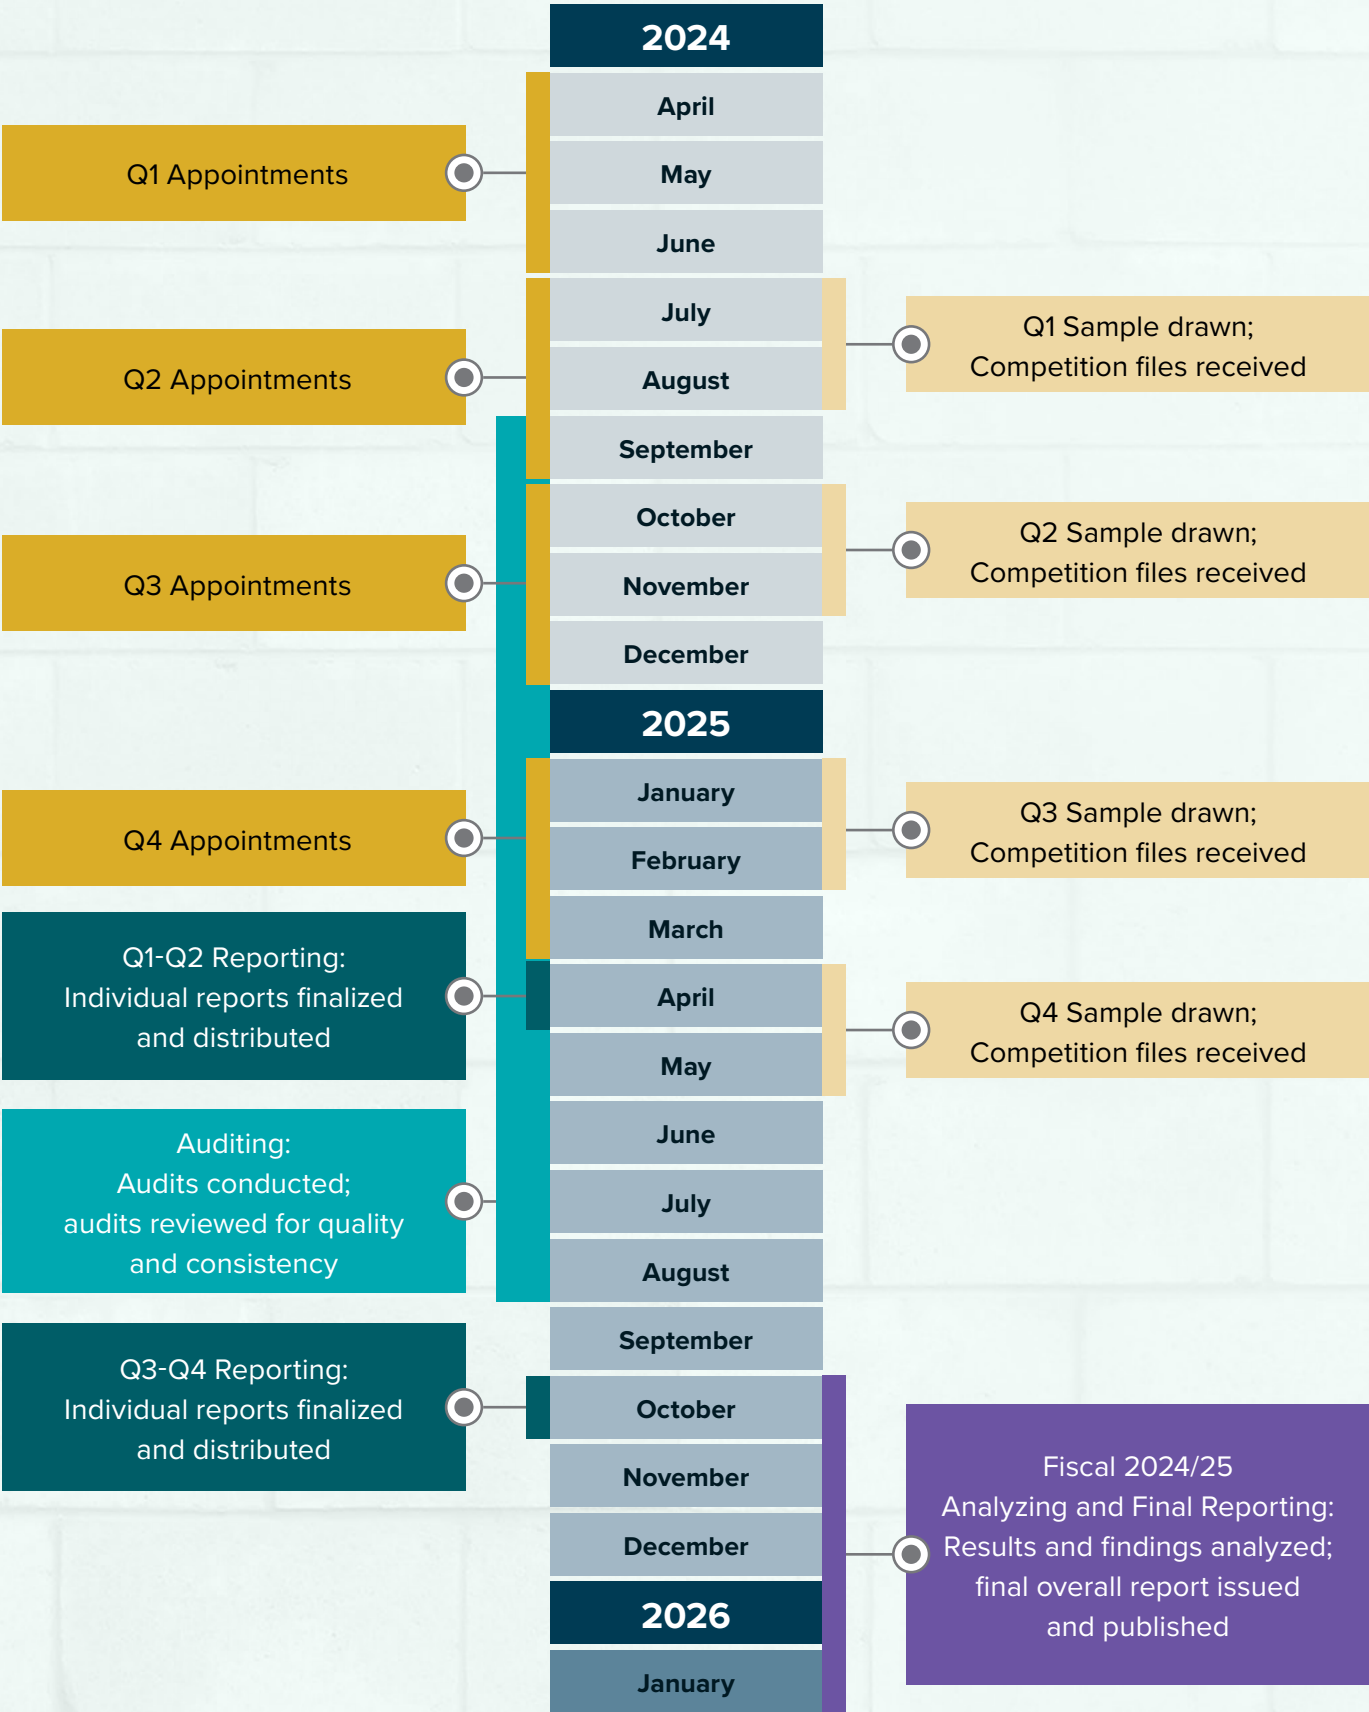 2024
April
May
June
July
August
September
October
November
December
2025
January
February
March
April
May
June
July
August
September
October
November
December
2026
January
Q1 Appointments
Q2 Appointments
Q3 Appointments
Q4 Appointments
Q1-Q2 Reporting:
Individual reports finalized
and distributed
Auditing:
Audits conducted;
audits reviewed for quality
and consistency
Q3-Q4 Reporting:
Individual reports finalized
and distributed
Q1 Sample drawn;
Competition files received
Q2 Sample drawn;
Competition files received
Q3 Sample drawn;
Competition files received
Q4 Sample drawn;
Competition files received
Fiscal 2024/25
Analyzing and Final Reporting:
Results and findings analyzed;
final overall report issued
and published